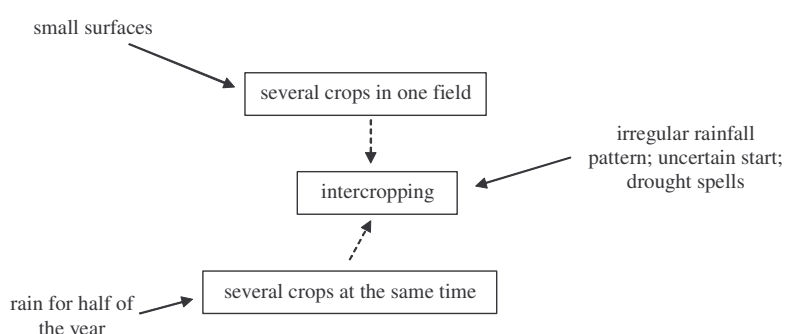 small surfaces
several crops in one field
irregular rainfall
pattern; uncertain start;
drought spells
intercropping
several crops at the same time
rain for half of
the year